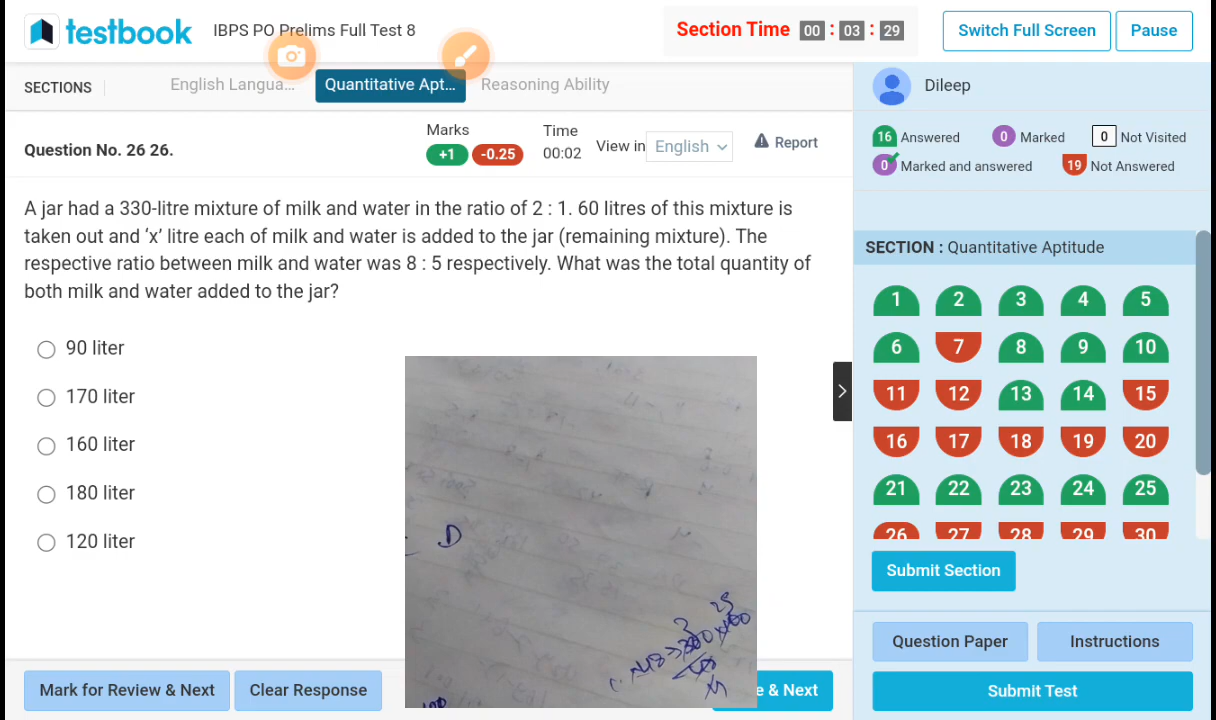 testbook
IBPS PO Prelims Full Test 8
Section Time 00 : 03 : 29
Switch Full Screen
Pause
SECTIONS
English Langua...
Quantitative Apt...
Reasoning Ability
Dileep
Question No. 26 26.
Marks
+1 -0.25
Time
00:02
View in English
Report
16 Answered
0 Marked
0 Not Visited
0 Marked and answered
19 Not Answered
A jar had a 330-litre mixture of milk and water in the ratio of 2 : 1. 60 litres of this mixture is
taken out and ‘x’ litre each of milk and water is added to the jar (remaining mixture). The
respective ratio between milk and water was 8 : 5 respectively. What was the total quantity of
both milk and water added to the jar?
90 liter
170 liter
160 liter
180 liter
120 liter
D
SECTION : Quantitative Aptitude
1 2 3 4 5
6 7 8 9 10
11 12 13 14 15
16 17 18 19 20
21 22 23 24 25
26 27 28 29 30
Submit Section
Question Paper
Instructions
Mark for Review & Next
Clear Response
e & Next
Submit Test